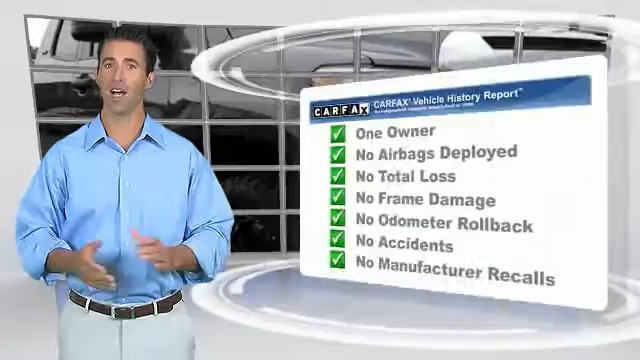 CARFAX CARFAX® Vehicle History Report™
One Owner
No Airbags Deployed
No Total Loss
No Frame Damage
No Odometer Rollback
No Accidents
No Manufacturer Recalls